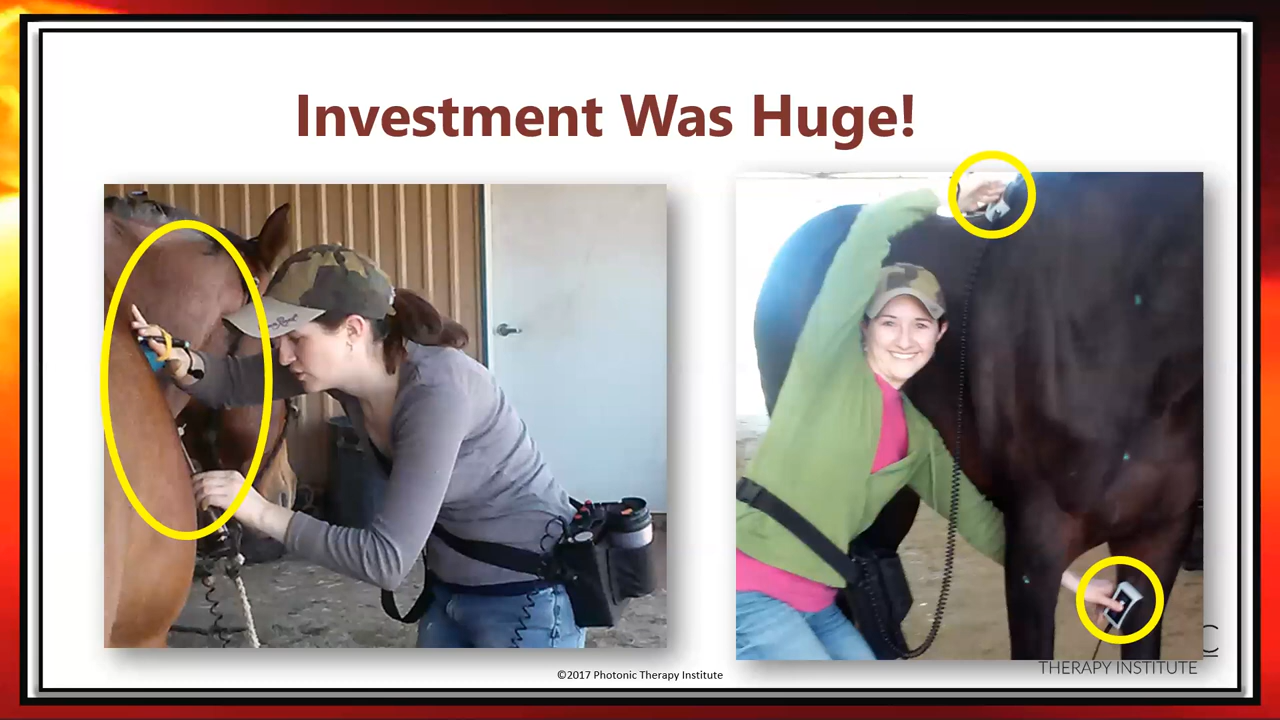 Investment Was Huge!
C
THERAPY INSTITUTE
©2017 Photonic Therapy Institute